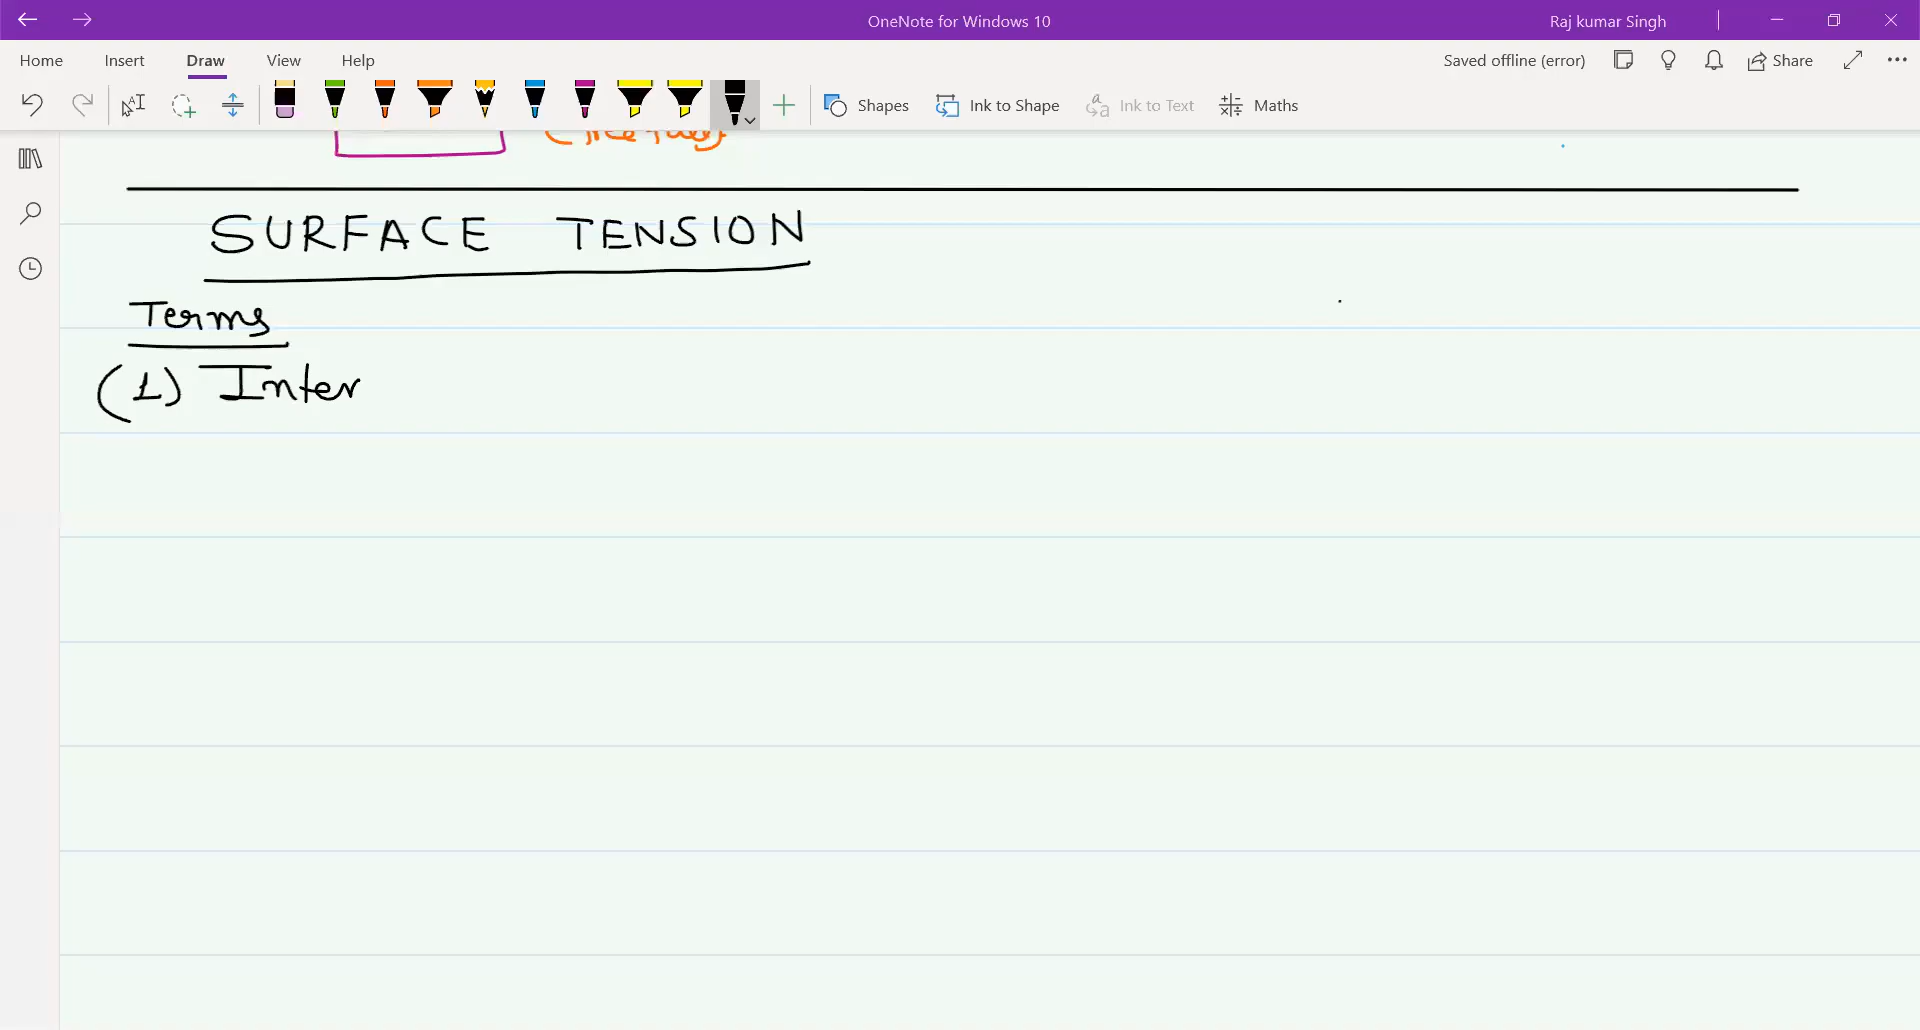 OneNote for Windows 10
Raj kumar Singh
Home Insert Draw View Help
Saved offline (error) Share
Shapes Ink to Shape Ink to Text Maths
SURFACE TENSION
Terms
(1) Inter